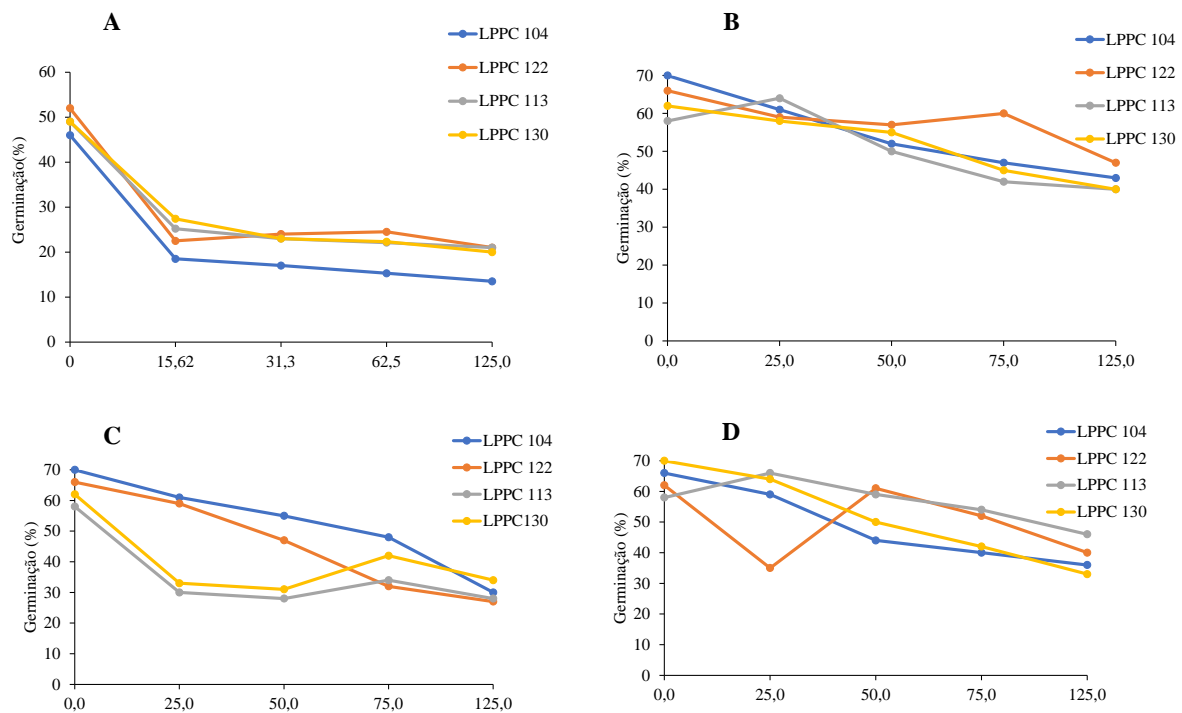 A
LPPC 104
LPPC 122
LPPC 113
LPPC 130
Germinação(%)
60
50
40
30
20
10
0
0 15,62 31,3 62,5 125,0
B
LPPC 104
LPPC 122
LPPC 113
LPPC 130
Germinação (%)
70
60
50
40
30
20
10
0
0,0 25,0 50,0 75,0 125,0
C
LPPC 104
LPPC 122
LPPC 113
LPPC130
Germinação (%)
70
60
50
40
30
20
10
0
0,0 25,0 50,0 75,0 125,0
D
LPPC 104
LPPC 122
LPPC 113
LPPC 130
Germinação (%)
70
60
50
40
30
20
10
0
0,0 25,0 50,0 75,0 125,0